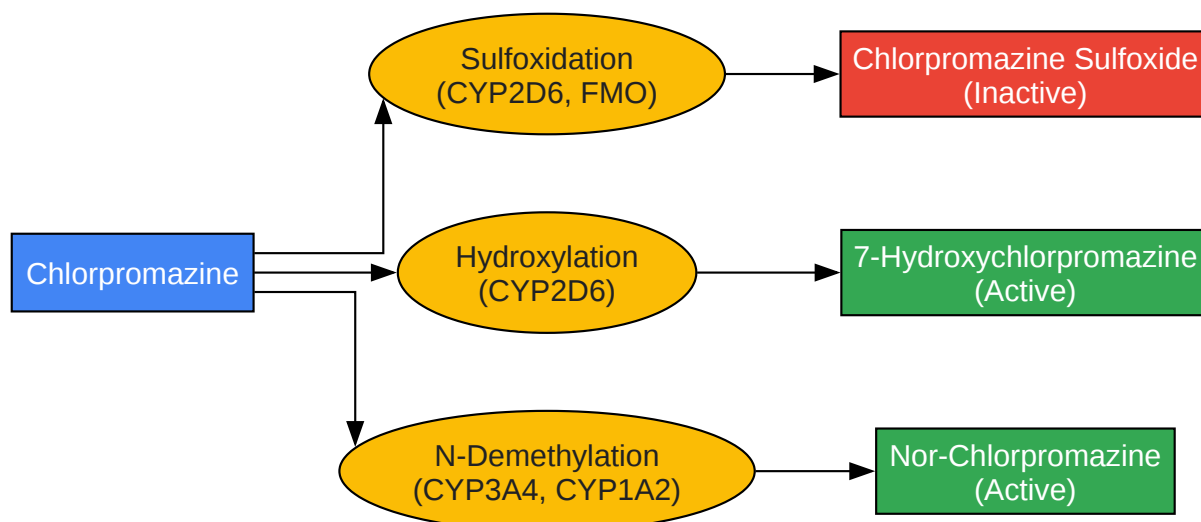 Sulfoxidation
(CYP2D6, FMO)
Chlorpromazine Sulfoxide
(Inactive)
Chlorpromazine
Hydroxylation
(CYP2D6)
7-Hydroxychlorpromazine
(Active)
N-Demethylation
(CYP3A4, CYP1A2)
Nor-Chlorpromazine
(Active)